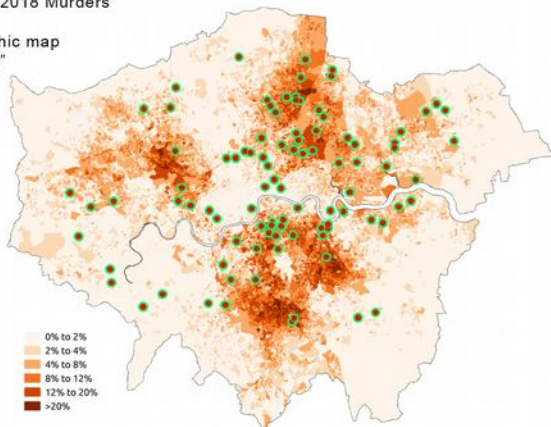 2018 Murders
hic map
"
0% to 2%
2% to 4%
4% to 8%
8% to 12%
12% to 20%
>20%